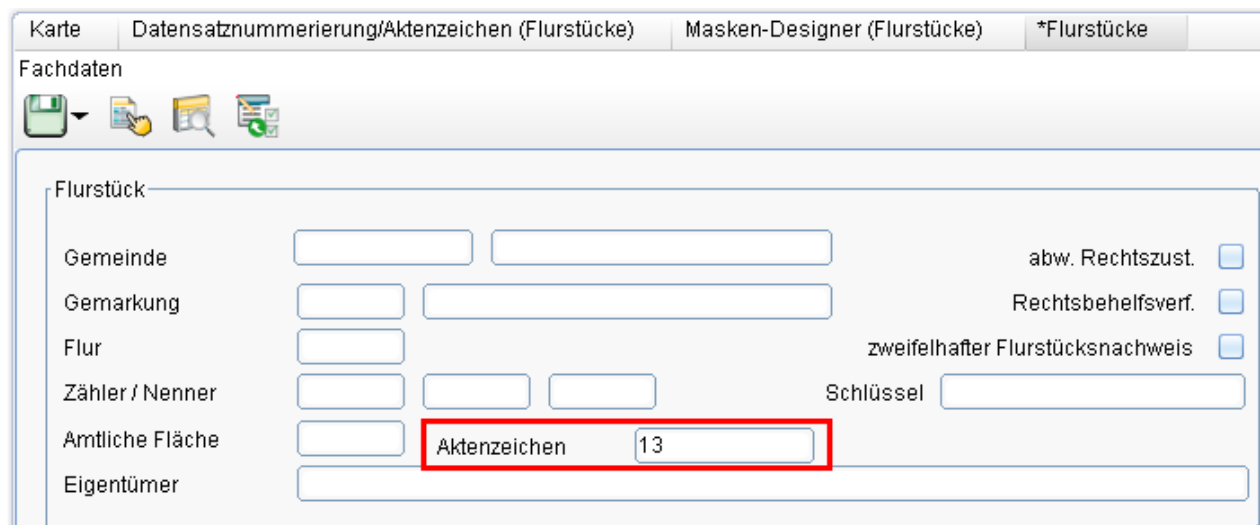 Karte Datensatznummerierung/Aktenzeichen (Flurstücke) Masken-Designer (Flurstücke) *Flurstücke
Fachdaten
Flurstück
Gemeinde abw. Rechtszust.
Gemarkung Rechtsbehelfsverf.
Flur zweifelhafter Flurstücksnachweis
Zähler / Nenner Schlüssel
Amtliche Fläche Aktenzeichen 13
Eigentümer